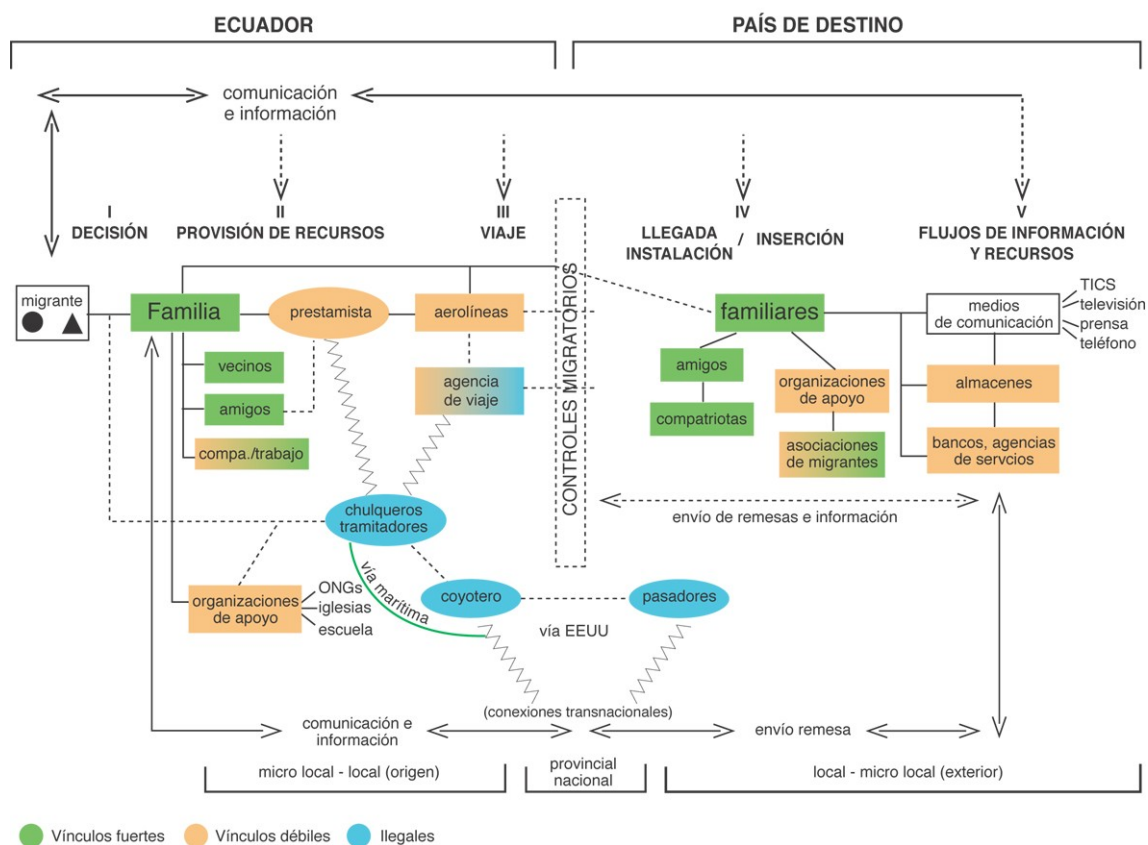 ECUADOR
PAÍS DE DESTINO
comunicación
e información
I
DECISIÓN
II
PROVISIÓN DE RECURSOS
III
VIAJE
CONTROLES MIGRATORIOS
IV
LLEGADA
INSTALACIÓN / INSERCIÓN
V
FLUJOS DE INFORMACIÓN
Y RECURSOS
migrante
Familia
prestamista
aerolíneas
familiares
medios
de comunicación
TICS
televisión
prensa
teléfono
vecinos
amigos
compa./trabajo
agencia
de viaje
amigos
compatriotas
organizaciones
de apoyo
asociaciones
de migrantes
almacenes
bancos, agencias
de servcios
chulqueros
tramitadores
envío de remesas e información
vía marítima
coyotero
pasadores
vía EEUU
organizaciones
de apoyo
ONGs
iglesias
escuela
(conexiones transnacionales)
comunicación e
información
envío remesa
micro local - local (origen)
provincial
nacional
local - micro local (exterior)
Vínculos fuertes
Vínculos débiles
Ilegales